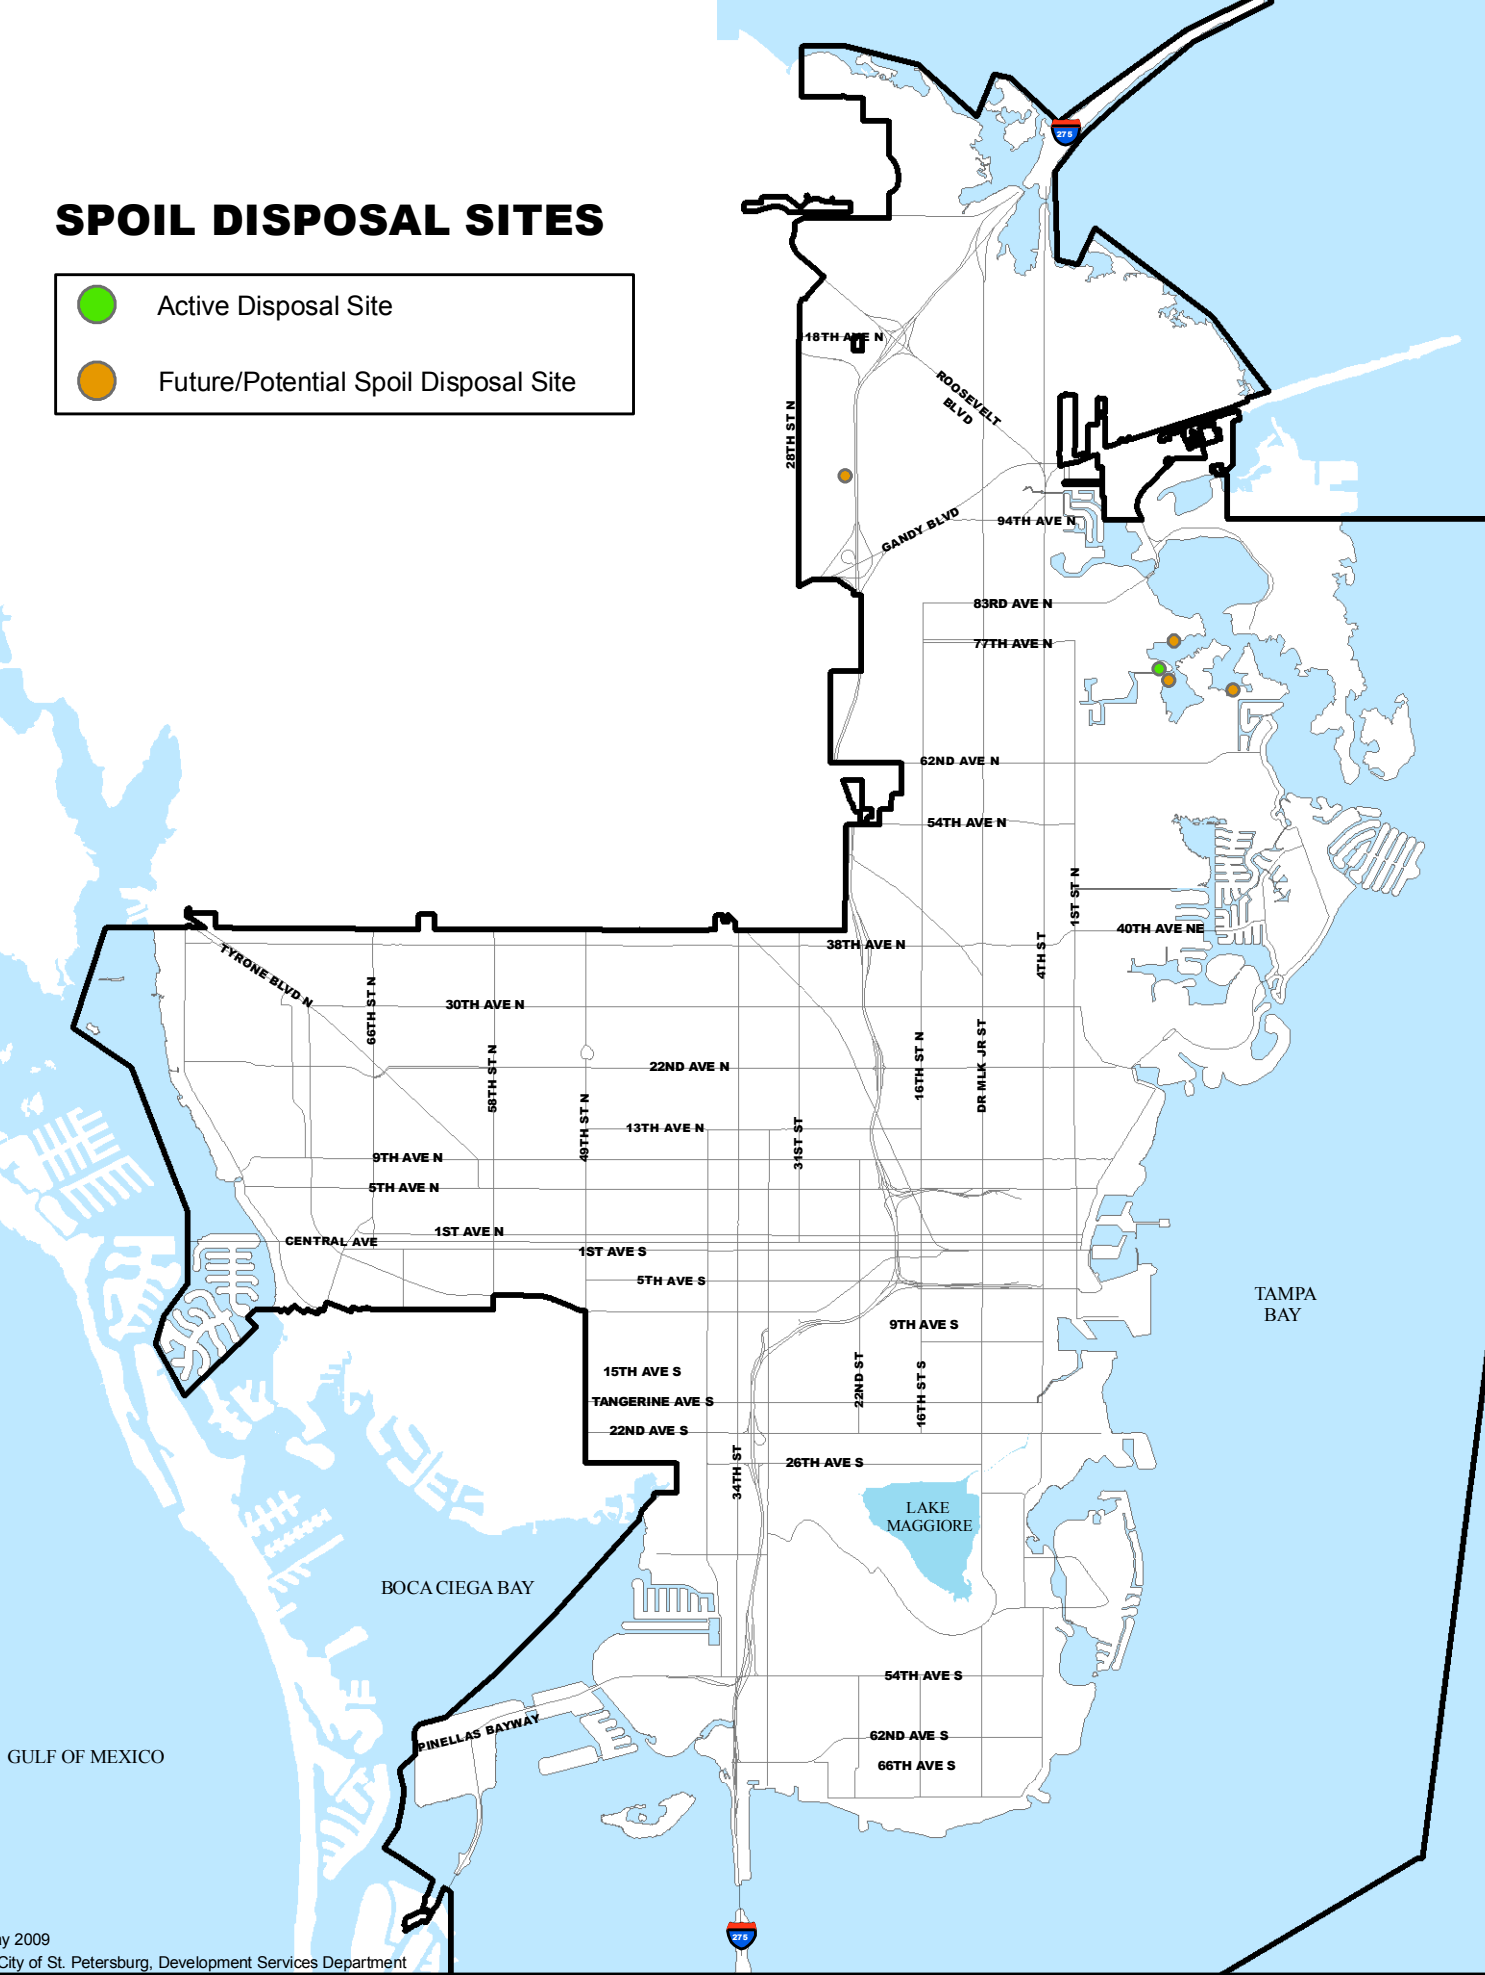 275
SPOIL DISPOSAL SITES
Active Disposal Site
Future/Potential Spoil Disposal Site
18TH AVE N
ROOSEVELT
BLVD
28TH ST N
GANDY BLVD
94TH AVE N
83RD AVE N
77TH AVE N
62ND AVE N
54TH AVE N
1ST ST N
40TH AVE NE
38TH AVE N
4TH ST
TYRONE BLVD N
66TH ST N
30TH AVE N
58TH ST N
22ND AVE N
16TH ST N
DR MLK JR ST
49TH ST N
13TH AVE N
31ST ST
9TH AVE N
5TH AVE N
1ST AVE N
CENTRAL AVE
1ST AVE S
5TH AVE S
TAMPA
BAY
9TH AVE S
15TH AVE S
22ND ST
16TH ST S
TANGERINE AVE S
22ND AVE S
34TH ST
26TH AVE S
LAKE
MAGGIORE
BOCA CIEGA BAY
54TH AVE S
PINELLAS BAYWAY
62ND AVE S
GULF OF MEXICO
66TH AVE S
275
2009
City of St. Petersburg, Development Services Department